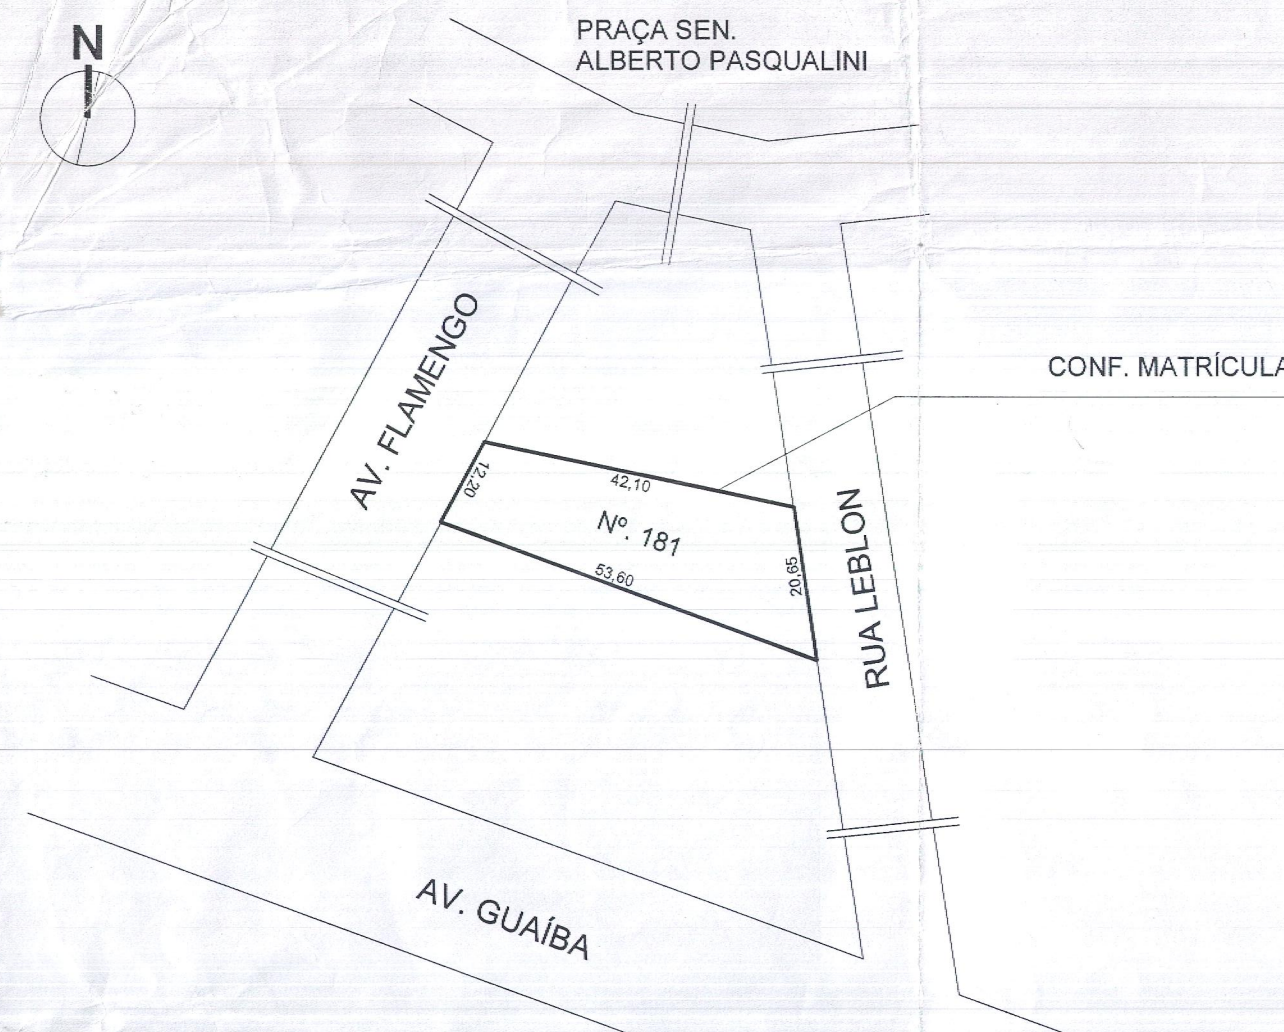 N
PRAÇA SEN.
ALBERTO PASQUALINI
AV. FLAMENGO
CONF. MATRÍCULA
12,20
42,10
Nº. 181
53,60
20,65
RUA LEBLON
AV. GUAÍBA